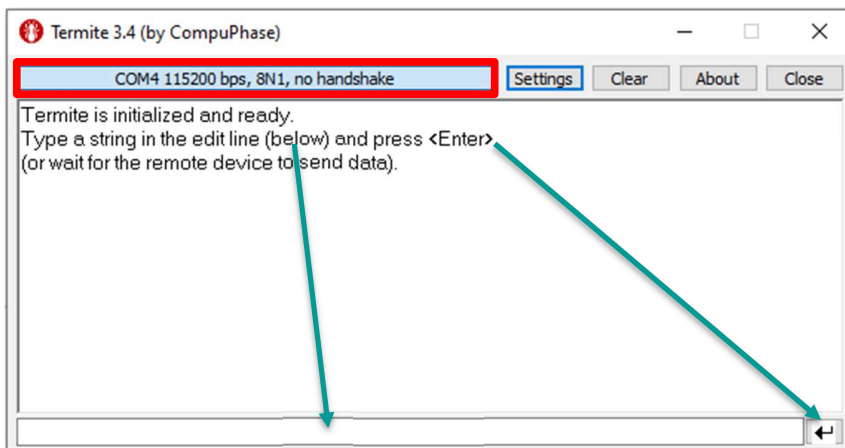 Termite 3.4 (by CompuPhase)
COM4 115200 bps, 8N1, no handshake
Settings
Clear
About
Close
Termite is initialized and ready.
Type a string in the edit line (below) and press <Enter>
(or wait for the remote device to send data).